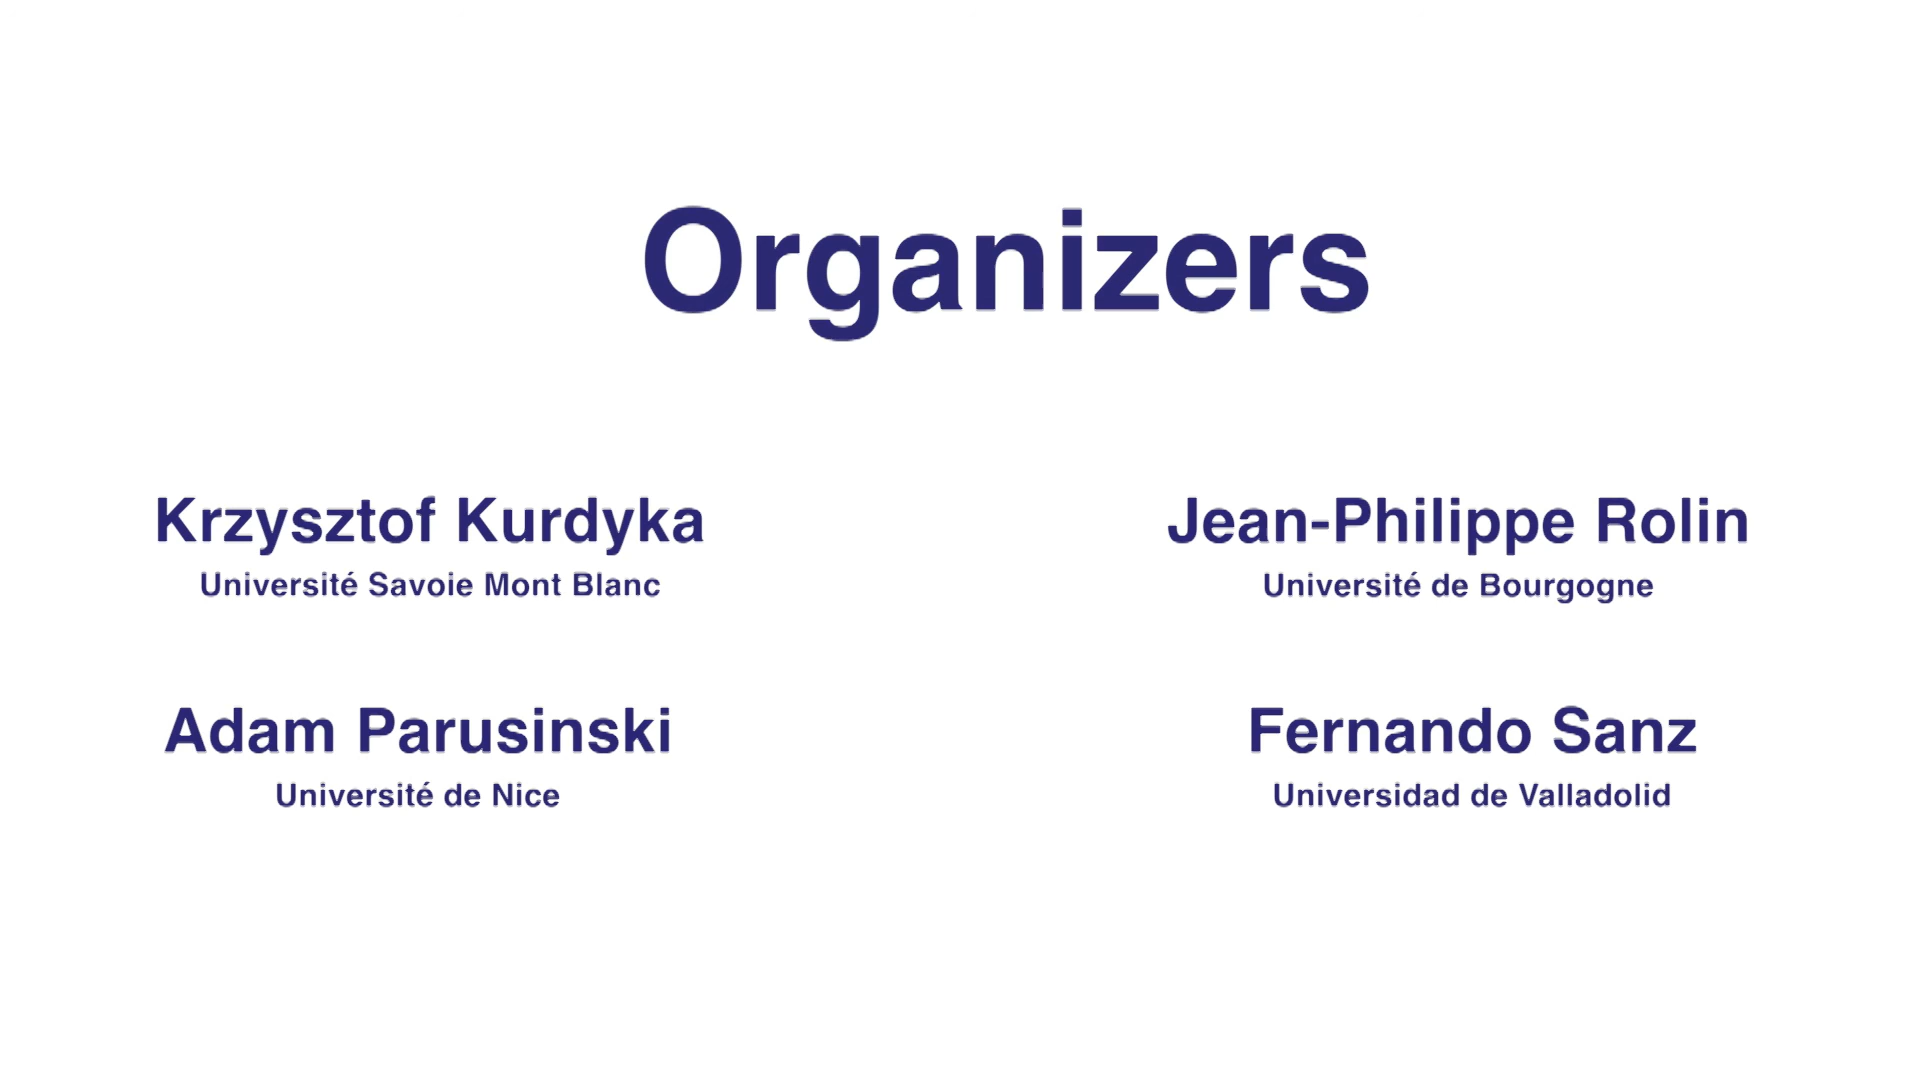 Organizers
Krzysztof Kurdyka
Université Savoie Mont Blanc
Jean-Philippe Rolin
Université de Bourgogne
Adam Parusinski
Université de Nice
Fernando Sanz
Universidad de Valladolid